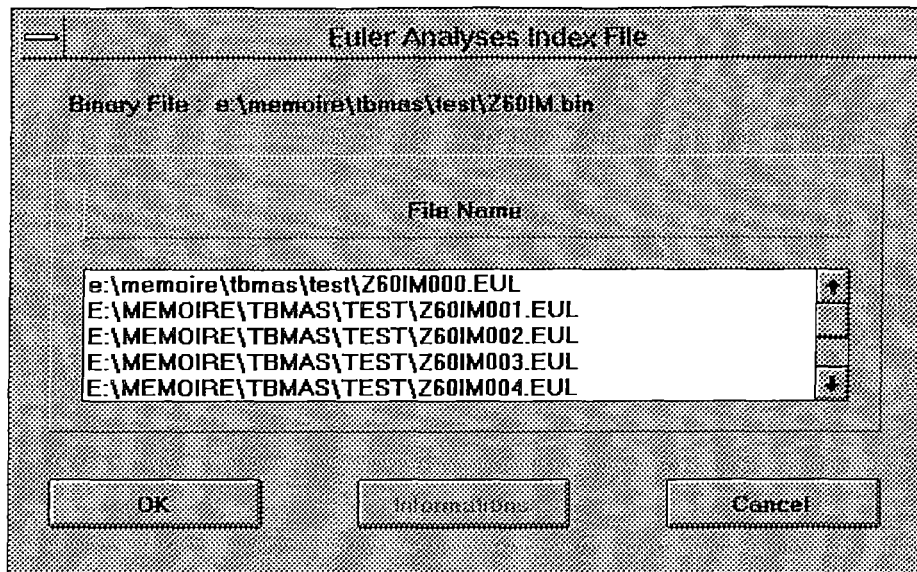 Euler Analyses Index File
Binary File : e:\memoire\tbmas\test\Z60IM.bin
File Name
e:\memoire\tbmas\test\Z60IM000.EUL
E:\MEMOIRE\TBMAS\TEST\Z60IM001.EUL
E:\MEMOIRE\TBMAS\TEST\Z60IM002.EUL
E:\MEMOIRE\TBMAS\TEST\Z60IM003.EUL
E:\MEMOIRE\TBMAS\TEST\Z60IM004.EUL
OK Informations Cancel